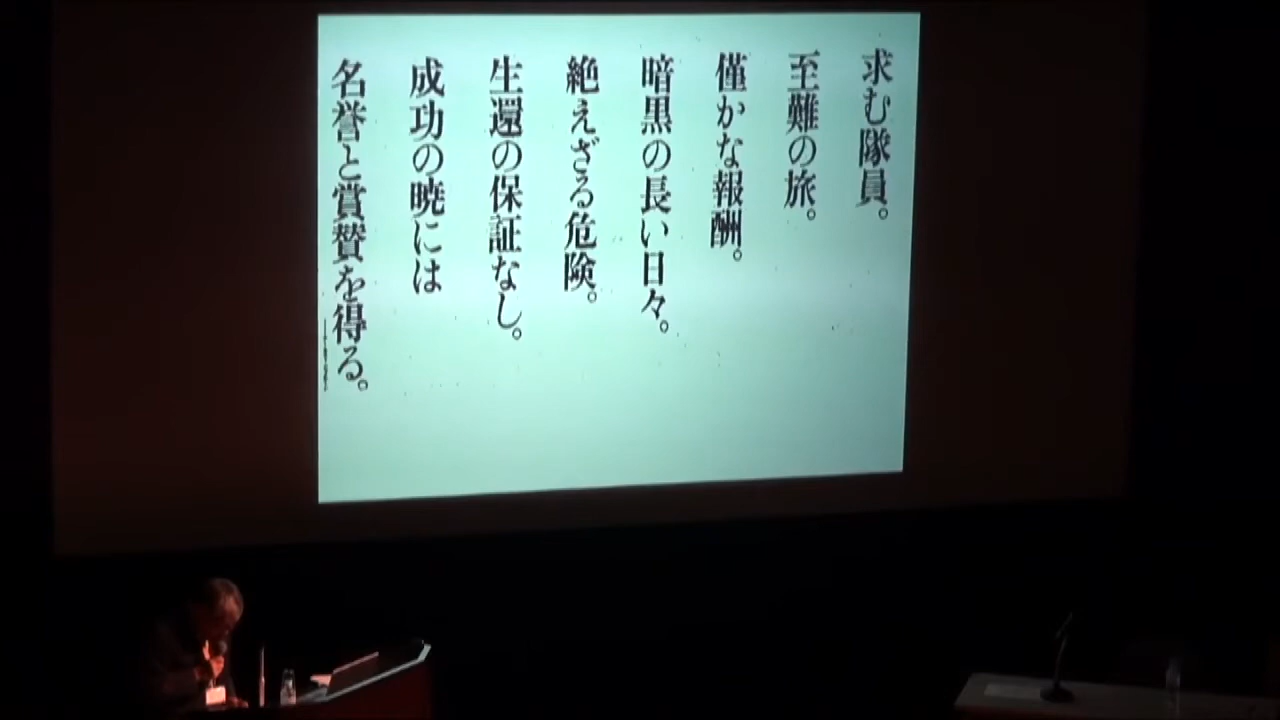 求む隊員。
至難の旅。
僅かな報酬。
暗黒の長い日々。
絶えざる危険。
生還の保証なし。
成功の暁には
名誉と賞賛を得る。